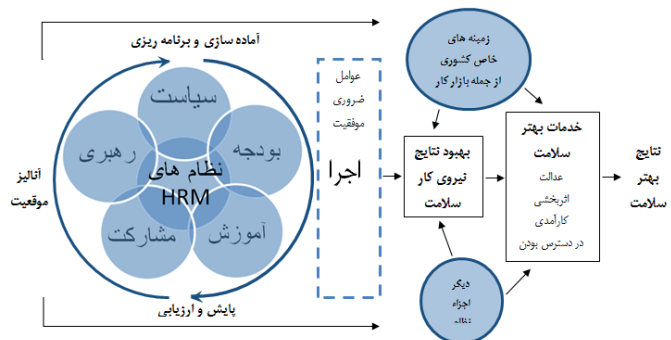 آماده سازی و برنامه ریزی
زمینه های
خاص کشوری
از جمله بازار کار
عوامل
ضروری
موفقیت
اجرا
سیاست
بودجه
رهبری
نظام های
HRM
آموزش
مشارکت
آنالیز
موقعیت
بهبود نتایج
نیروی کار
سلامت
خدمات بهتر
سلامت
عدالت
اثربخشی
کارآمدی
در دسترس بودن
نتایج
بهتر
سلامت
دیگر
اجزاء
پایش و ارزیابی